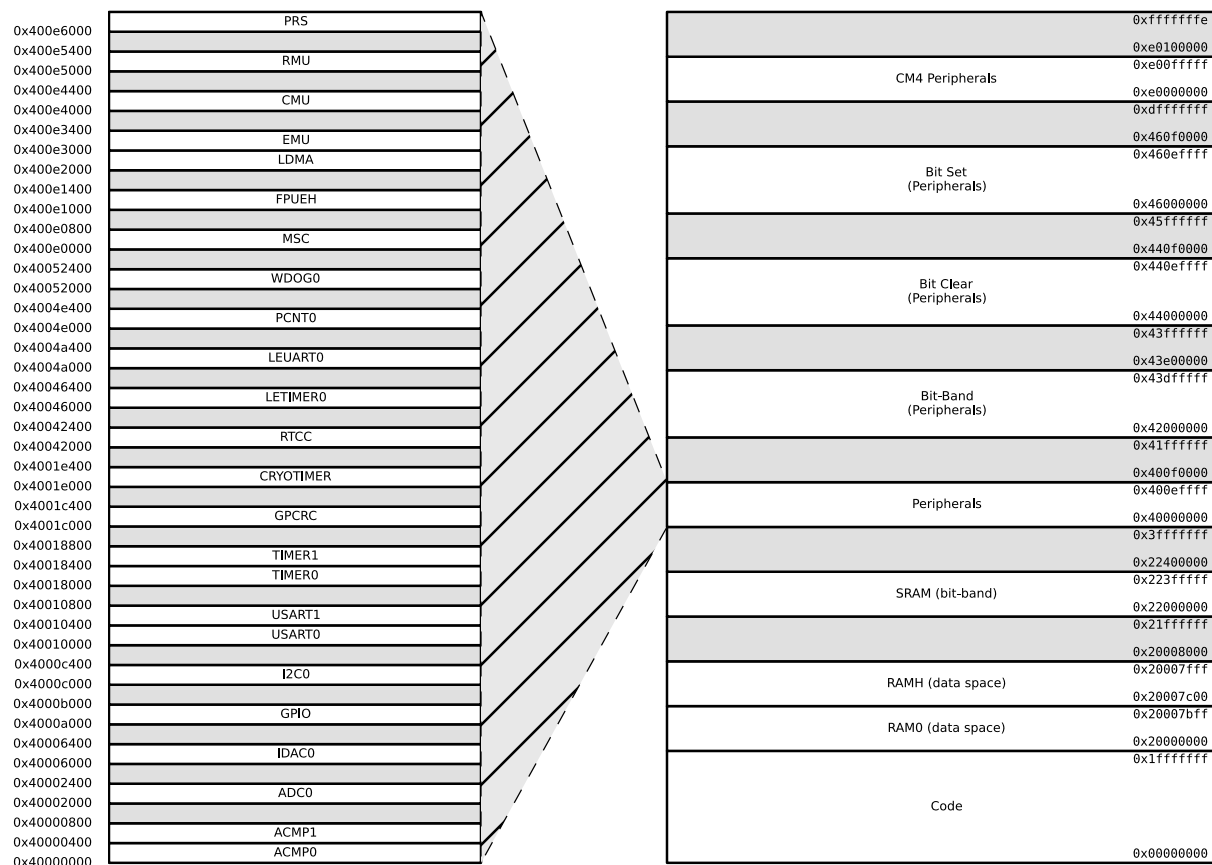 PRS
0x400e6000
0x400e5400
RMU
0x400e5000
0x400e4400
CMU
0x400e4000
0x400e3400
EMU
0x400e3000
LDMA
0x400e2000
0x400e1400
FPUEH
0x400e1000
0x400e0800
MSC
0x400e0000
0x40052400
WDOG0
0x40052000
0x4004e400
PCNT0
0x4004e000
0x4004a400
LEUART0
0x4004a000
0x40046400
LETIMER0
0x40046000
0x40042400
RTCC
0x40042000
0x4001e400
CRYOTIMER
0x4001e000
0x4001c400
GPCRC
0x4001c000
0x40018800
TIMER1
0x40018400
TIMER0
0x40018000
0x40010800
USART1
0x40010400
USART0
0x40010000
0x4000c400
I2C0
0x4000c000
0x4000b000
GPIO
0x4000a000
0x40006400
IDAC0
0x40006000
0x40002400
ADC0
0x40002000
0x40000800
ACMP1
0x40000400
ACMP0
0x40000000
0xfffffffe
0xe0100000
0xe00fffff
CM4 Peripherals
0xe0000000
0xdfffffff
0x460f0000
0x460effff
Bit Set
(Peripherals)
0x46000000
0x45ffffff
0x440f0000
0x440effff
Bit Clear
(Peripherals)
0x44000000
0x43ffffff
0x43e00000
0x43dfffff
Bit-Band
(Peripherals)
0x42000000
0x41ffffff
0x400f0000
0x400effff
Peripherals
0x40000000
0x3fffffff
0x22400000
0x223fffff
SRAM (bit-band)
0x22000000
0x21ffffff
0x20008000
0x20007fff
RAMH (data space)
0x20007c00
0x20007bff
RAM0 (data space)
0x20000000
0x1fffffff
Code
0x00000000